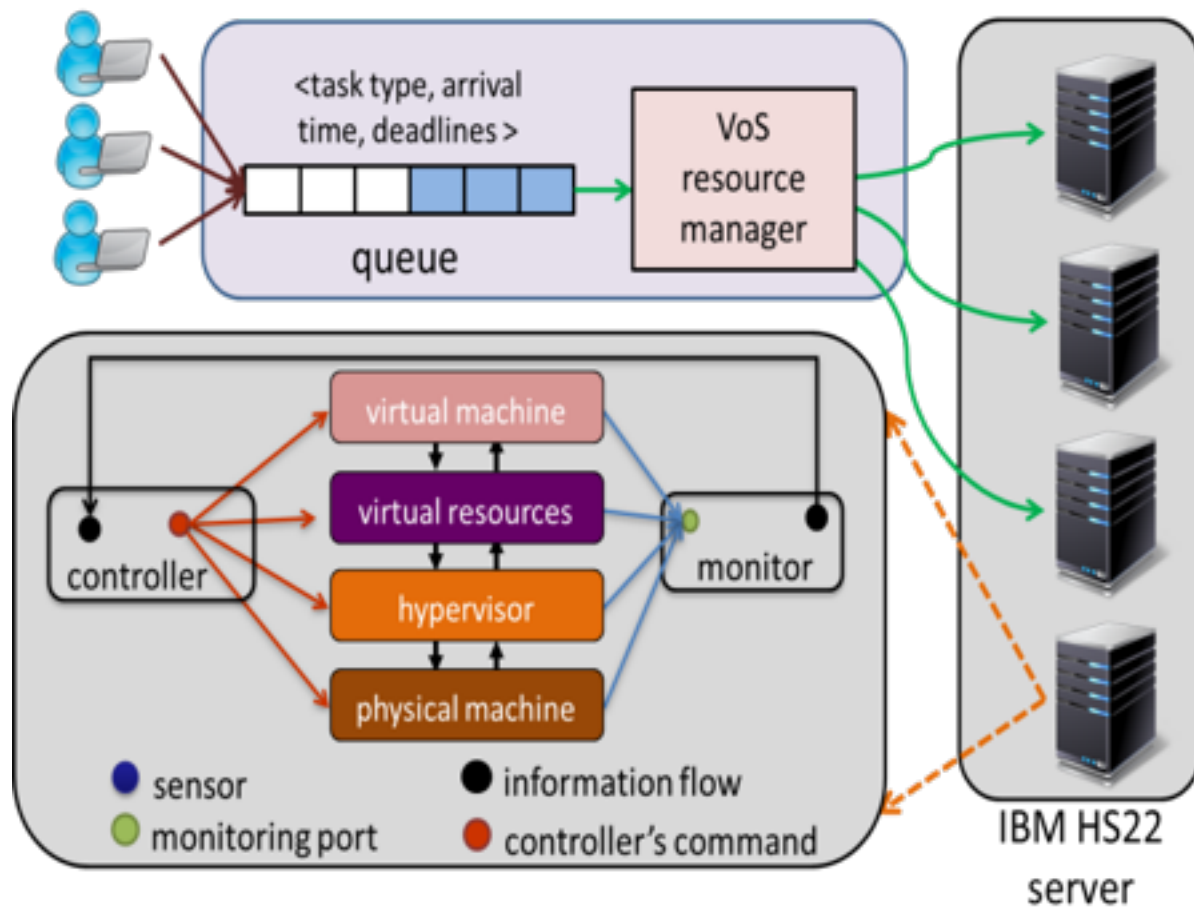 <task type, arrival
time, deadlines >
queue
VoS
resource
manager
virtual machine
virtual resources
hypervisor
physical machine
controller
monitor
sensor
information flow
monitoring port
controller's command
IBM HS22
server